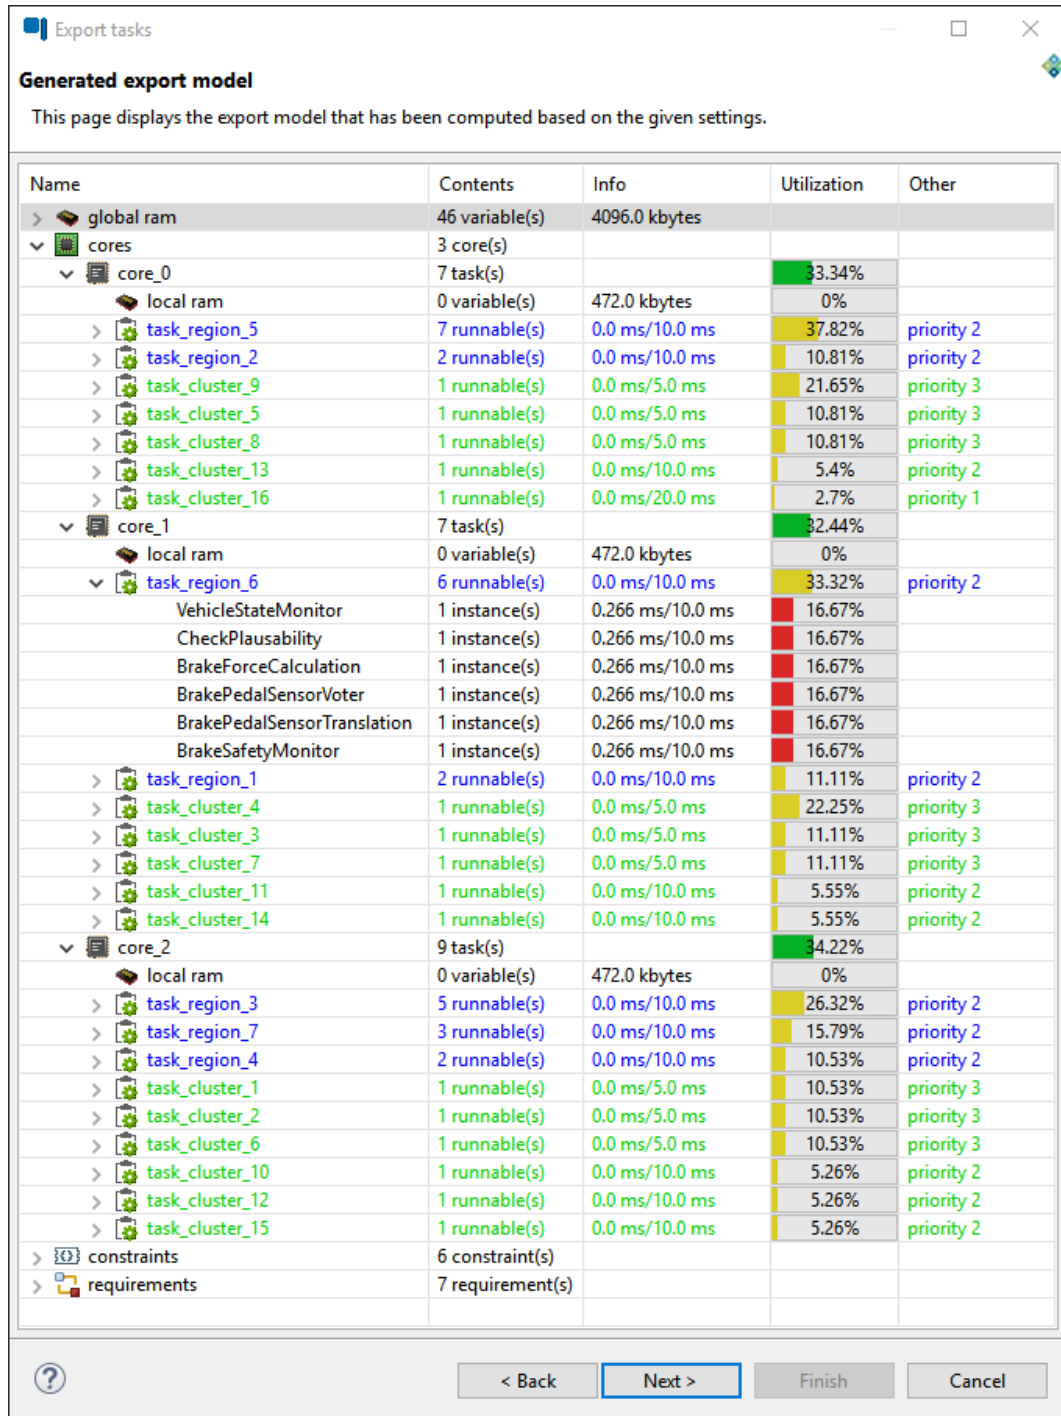 Export tasks
Generated export model
This page displays the export model that has been computed based on the given settings.
Name Contents Info Utilization Other
global ram 46 variable(s) 4096.0 kbytes
cores 3 core(s)
core_0 7 task(s) 33.34%
local ram 0 variable(s) 472.0 kbytes 0%
task_region_5 7 runnable(s) 0.0 ms/10.0 ms 37.82% priority 2
task_region_2 2 runnable(s) 0.0 ms/10.0 ms 10.81% priority 2
task_cluster_9 1 runnable(s) 0.0 ms/5.0 ms 21.65% priority 3
task_cluster_5 1 runnable(s) 0.0 ms/5.0 ms 10.81% priority 3
task_cluster_8 1 runnable(s) 0.0 ms/5.0 ms 10.81% priority 3
task_cluster_13 1 runnable(s) 0.0 ms/10.0 ms 5.4% priority 2
task_cluster_16 1 runnable(s) 0.0 ms/20.0 ms 2.7% priority 1
core_1 7 task(s) 32.44%
local ram 0 variable(s) 472.0 kbytes 0%
task_region_6 6 runnable(s) 0.0 ms/10.0 ms 33.32% priority 2
VehicleStateMonitor 1 instance(s) 0.266 ms/10.0 ms 16.67%
CheckPlausability 1 instance(s) 0.266 ms/10.0 ms 16.67%
BrakeForceCalculation 1 instance(s) 0.266 ms/10.0 ms 16.67%
BrakePedalSensorVoter 1 instance(s) 0.266 ms/10.0 ms 16.67%
BrakePedalSensorTranslation 1 instance(s) 0.266 ms/10.0 ms 16.67%
BrakeSafetyMonitor 1 instance(s) 0.266 ms/10.0 ms 16.67%
task_region_1 2 runnable(s) 0.0 ms/10.0 ms 11.11% priority 2
task_cluster_4 1 runnable(s) 0.0 ms/5.0 ms 22.25% priority 3
task_cluster_3 1 runnable(s) 0.0 ms/5.0 ms 11.11% priority 3
task_cluster_7 1 runnable(s) 0.0 ms/5.0 ms 11.11% priority 3
task_cluster_11 1 runnable(s) 0.0 ms/10.0 ms 5.55% priority 2
task_cluster_14 1 runnable(s) 0.0 ms/10.0 ms 5.55% priority 2
core_2 9 task(s) 34.22%
local ram 0 variable(s) 472.0 kbytes 0%
task_region_3 5 runnable(s) 0.0 ms/10.0 ms 26.32% priority 2
task_region_7 3 runnable(s) 0.0 ms/10.0 ms 15.79% priority 2
task_region_4 2 runnable(s) 0.0 ms/10.0 ms 10.53% priority 2
task_cluster_1 1 runnable(s) 0.0 ms/5.0 ms 10.53% priority 3
task_cluster_2 1 runnable(s) 0.0 ms/5.0 ms 10.53% priority 3
task_cluster_6 1 runnable(s) 0.0 ms/5.0 ms 10.53% priority 3
task_cluster_10 1 runnable(s) 0.0 ms/10.0 ms 5.26% priority 2
task_cluster_12 1 runnable(s) 0.0 ms/10.0 ms 5.26% priority 2
task_cluster_15 1 runnable(s) 0.0 ms/10.0 ms 5.26% priority 2
constraints 6 constraint(s)
requirements 7 requirement(s)
< Back Next > Finish Cancel